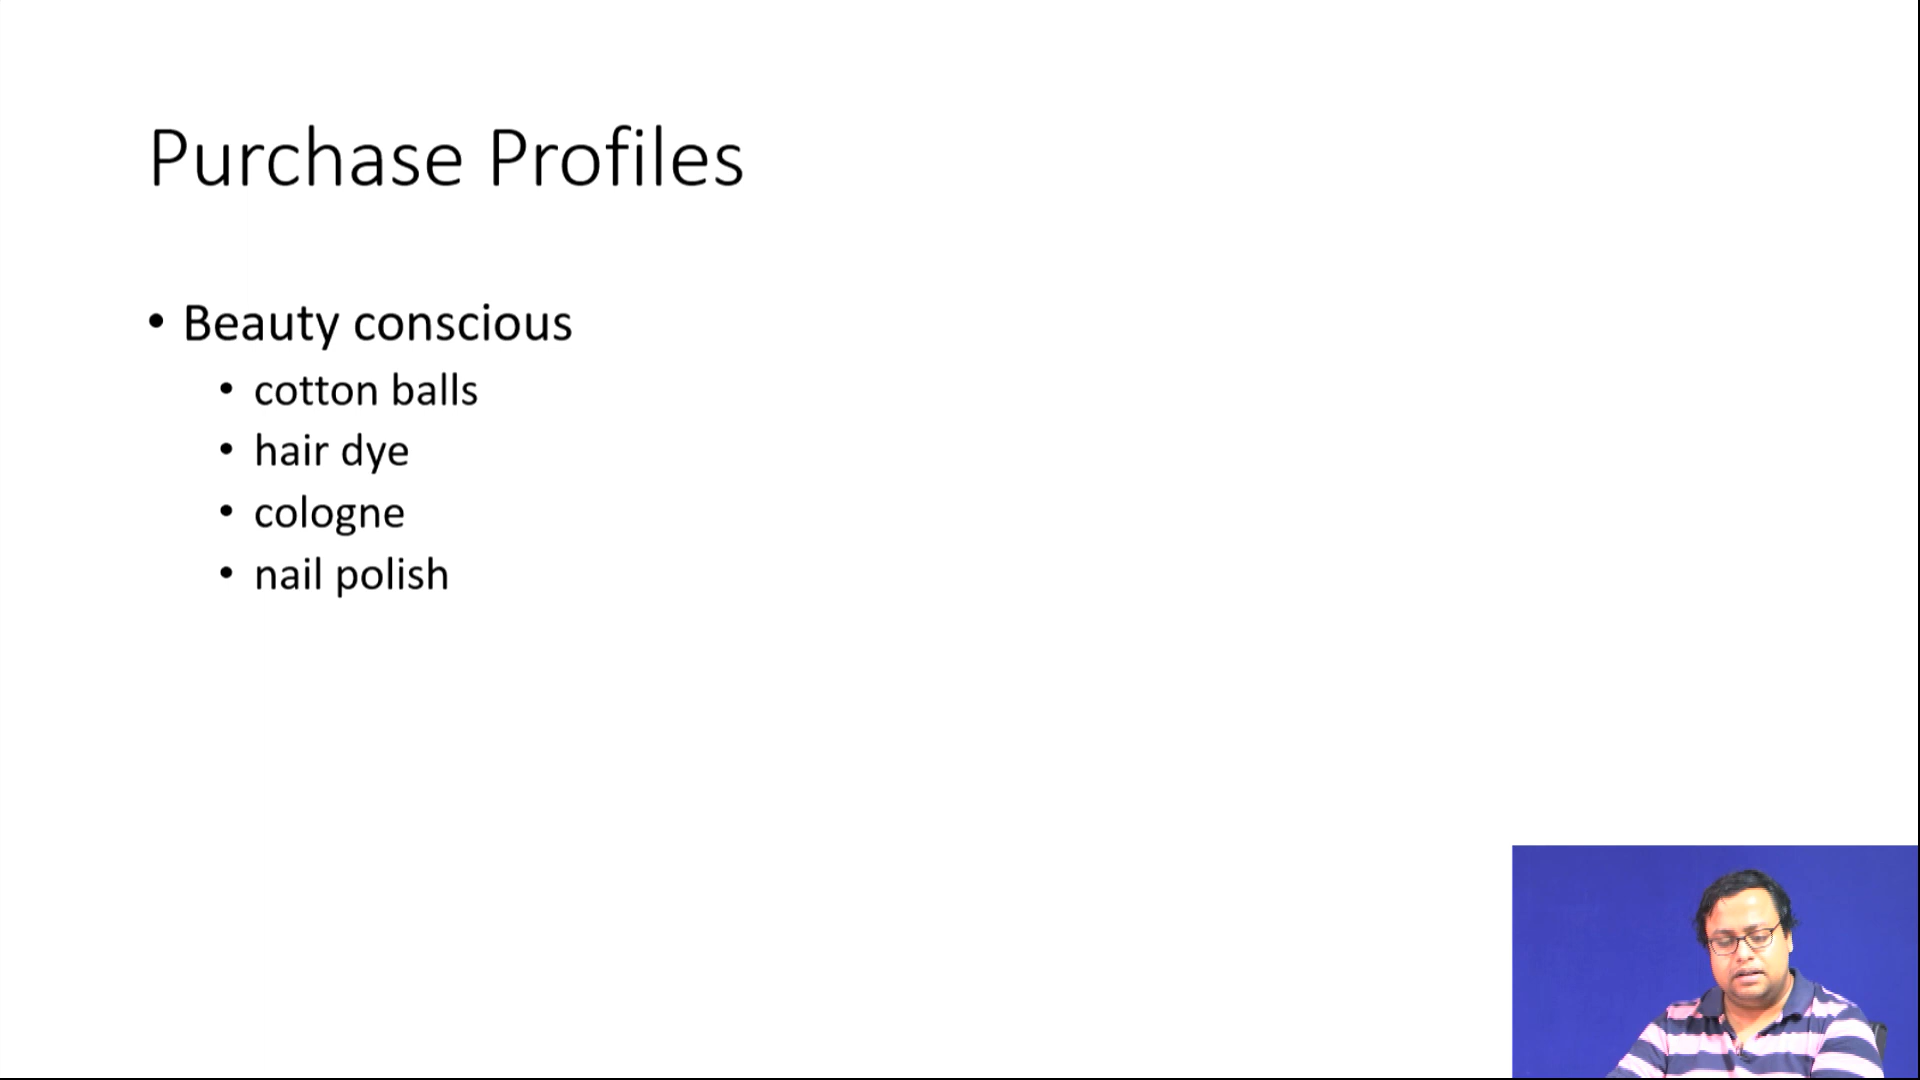 Purchase Profiles
• Beauty conscious
• cotton balls
• hair dye
• cologne
• nail polish